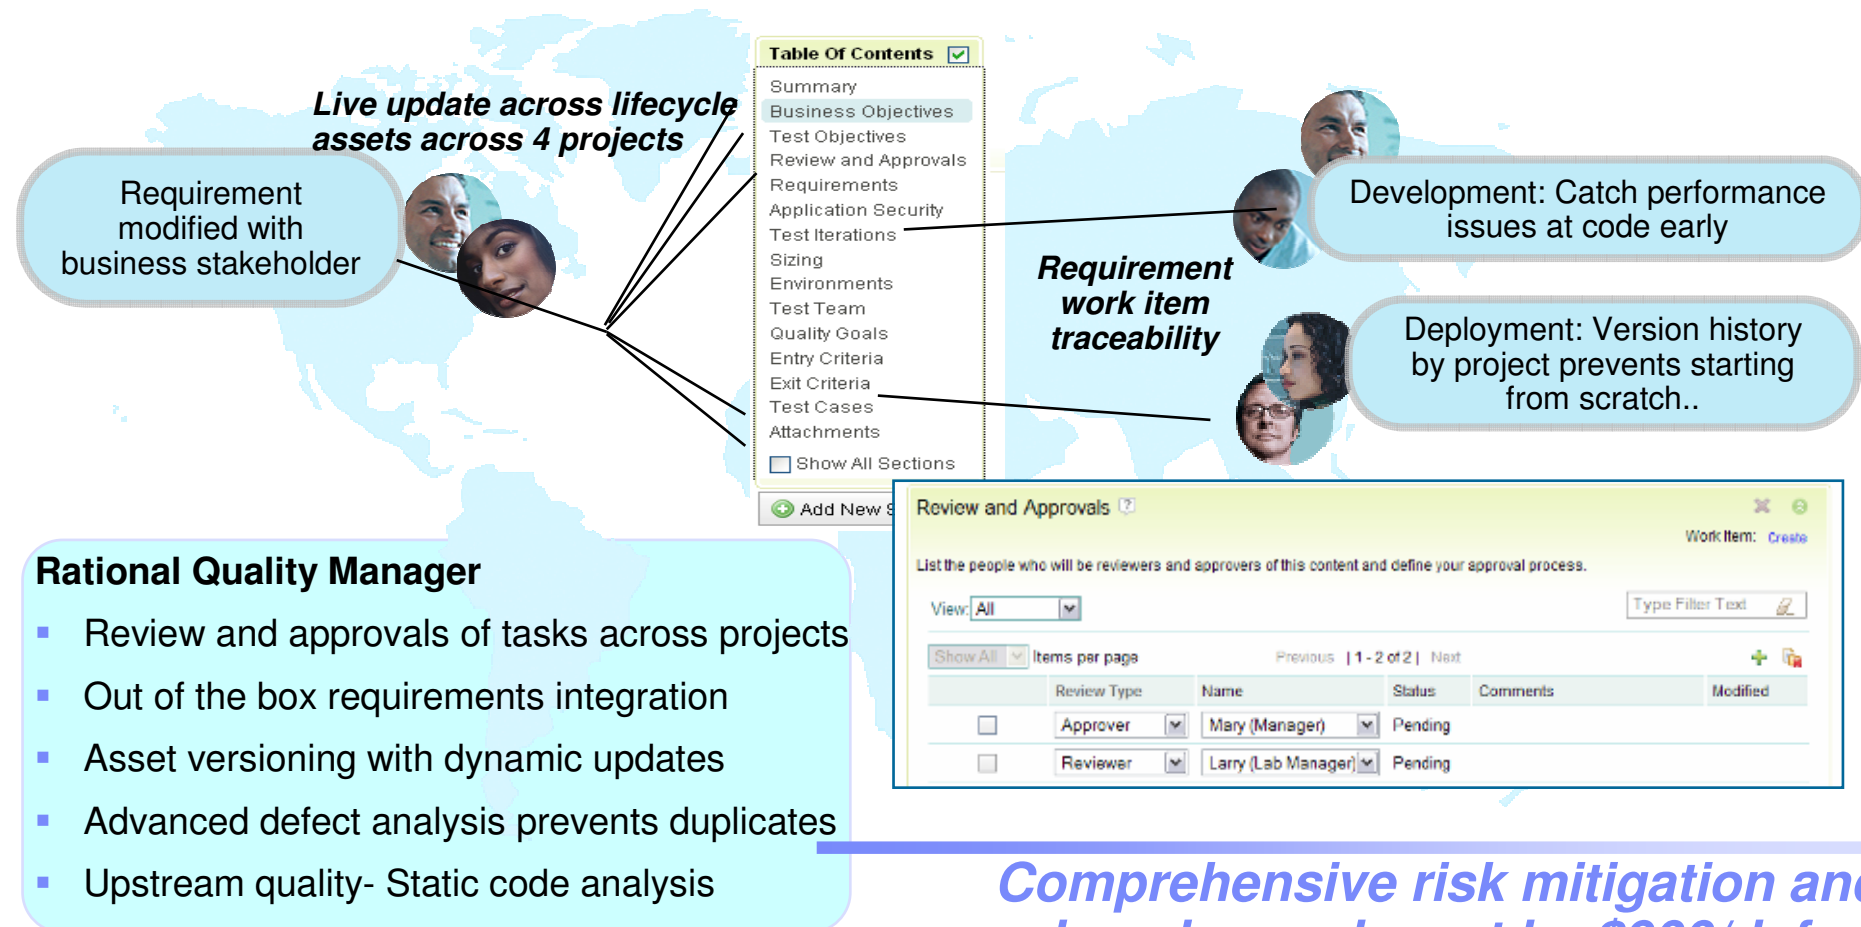 Table Of Contents
Summary
Business Objectives
Test Objectives
Review and Approvals
Requirements
Application Security
Test Iterations
Sizing
Environments
Test Team
Quality Goals
Entry Criteria
Exit Criteria
Test Cases
Attachments
Show All Sections
Add New
Live update across lifecycle
assets across 4 projects
Requirement
modified with
business stakeholder
Requirement
work item
traceability
Development: Catch performance
issues at code early
Deployment: Version history
by project prevents starting
from scratch..
Rational Quality Manager
Review and approvals of tasks across projects
Out of the box requirements integration
Asset versioning with dynamic updates
Advanced defect analysis prevents duplicates
Upstream quality- Static code analysis
Review and Approvals ?
Work Item: Create
List the people who will be reviewers and approvers of this content and define your approval process.
View: All
Type Filter Text
Show All Items per page Previous | 1 - 2 of 2 | Next
Review Type Name Status Comments Modified
Approver Mary (Manager) Pending
Reviewer Larry (Lab Manager) Pending
Comprehensive risk mitigation and